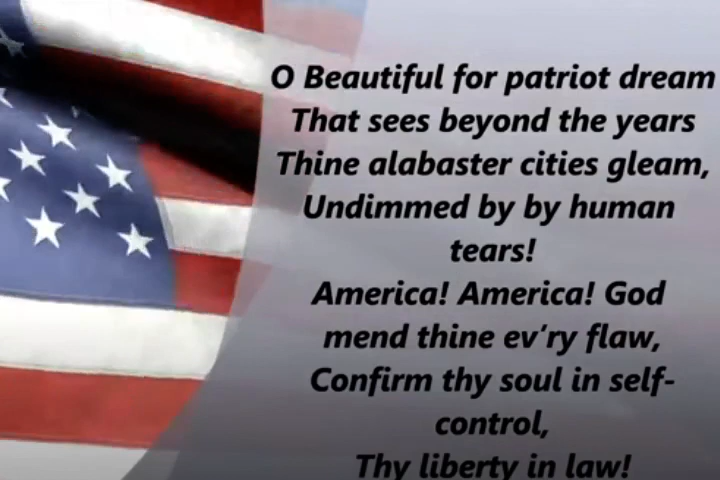 O Beautiful for patriot dream
That sees beyond the years
Thine alabaster cities gleam,
Undimmed by by human
tears!
America! America! God
mend thine ev’ry flaw,
Confirm thy soul in self-
control,
Thy liberty in law!